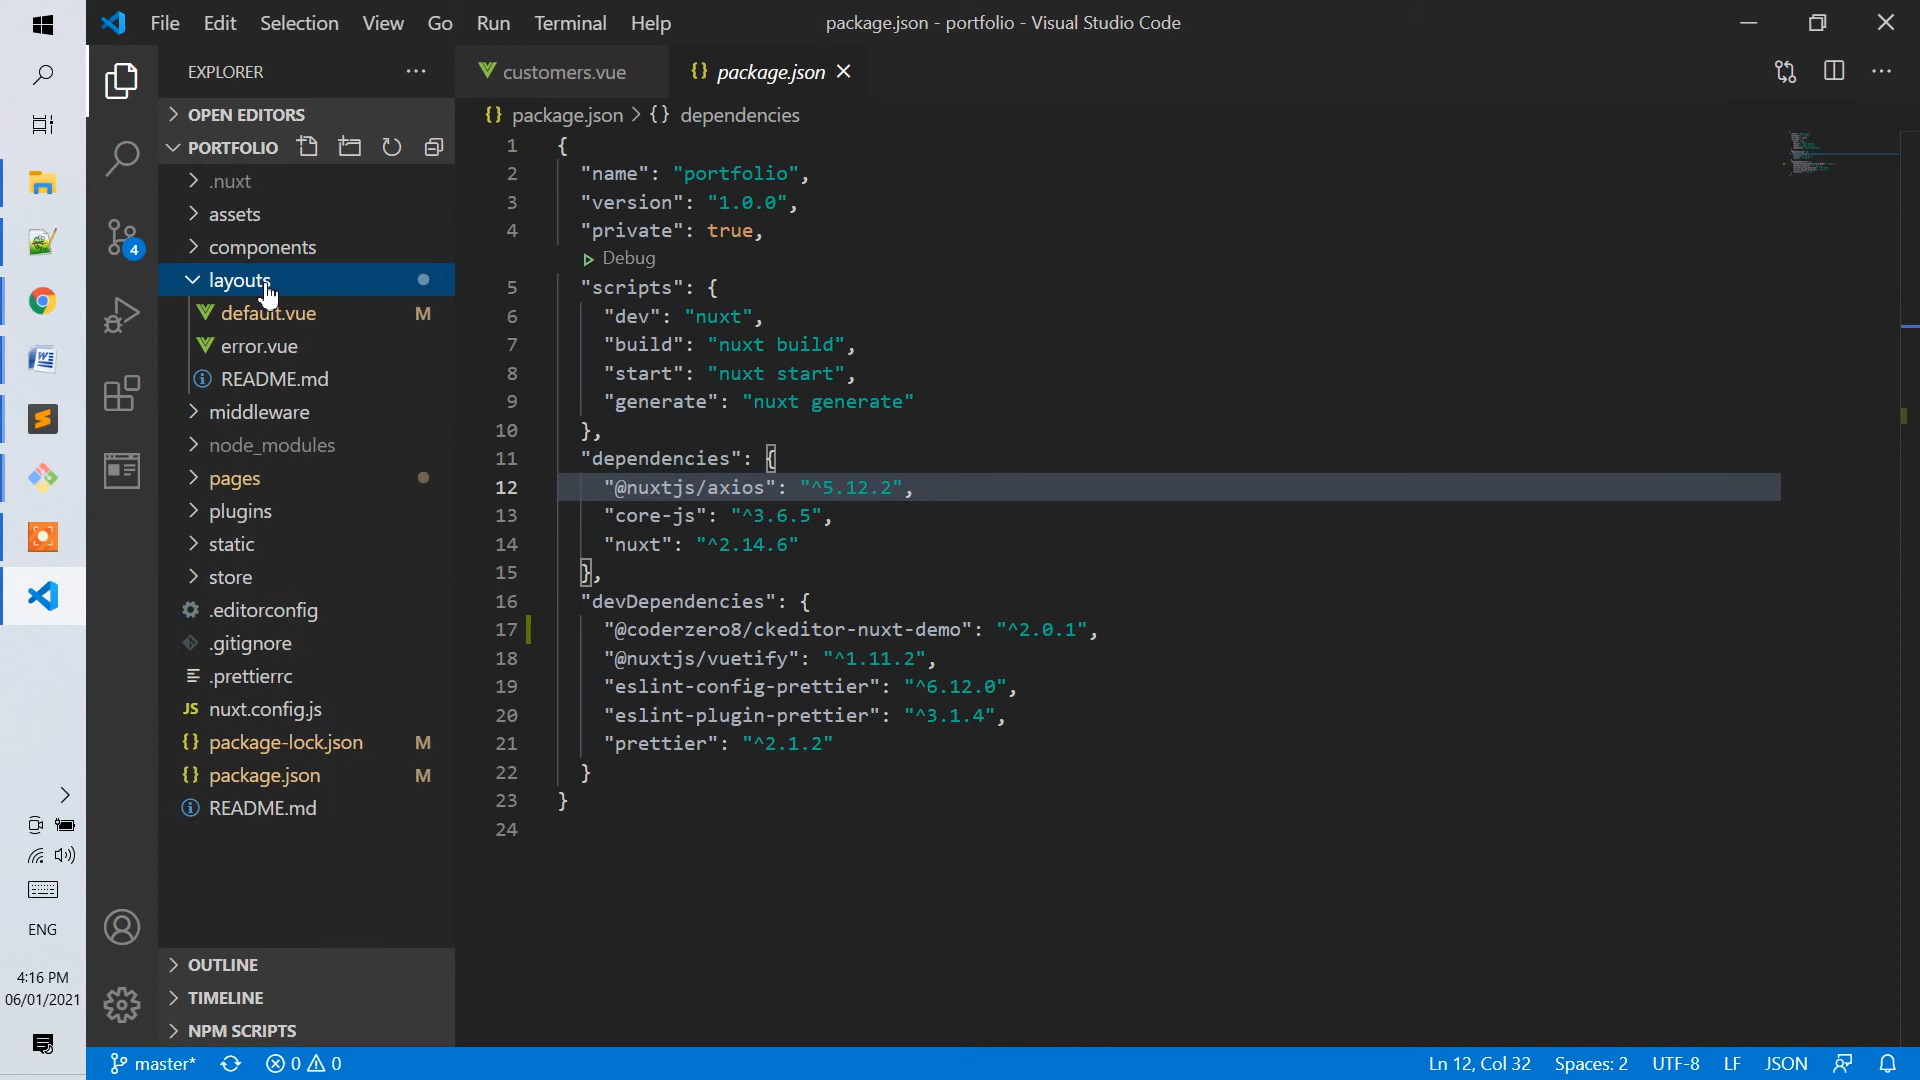 File Edit Selection View Go Run Terminal Help
package.json - portfolio - Visual Studio Code
EXPLORER
customers.vue
{} package.json
OPEN EDITORS
{} package.json > {} dependencies
PORTFOLIO
.nuxt
assets
components
layouts
default.vue M
error.vue
README.md
middleware
node_modules
pages
plugins
static
store
.editorconfig
.gitignore
.prettierrc
JS nuxt.config.js
{} package-lock.json M
{} package.json M
README.md
OUTLINE
TIMELINE
NPM SCRIPTS
1 {
2 "name": "portfolio",
3 "version": "1.0.0",
4 "private": true,
Debug
5 "scripts": {
6 "dev": "nuxt",
7 "build": "nuxt build",
8 "start": "nuxt start",
9 "generate": "nuxt generate"
10 },
11 "dependencies": {
12 "@nuxtjs/axios": "^5.12.2",
13 "core-js": "^3.6.5",
14 "nuxt": "^2.14.6"
15 },
16 "devDependencies": {
17 "@coderzero8/ckeditor-nuxt-demo": "^2.0.1",
18 "@nuxtjs/vuetify": "^1.11.2",
19 "eslint-config-prettier": "^6.12.0",
20 "eslint-plugin-prettier": "^3.1.4",
21 "prettier": "^2.1.2"
22 }
23 }
24
4
ENG
4:16 PM
06/01/2021
master* 0 0 Ln 12, Col 32 Spaces: 2 UTF-8 LF JSON